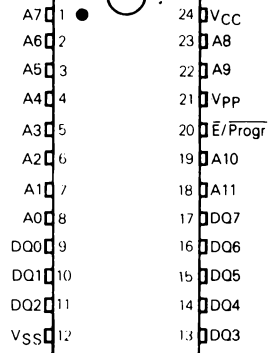 A7 1 24 VCC
A6 2 23 A8
A5 3 22 A9
A4 4 21 VPP
A3 5 20 E̅/P̅r̅o̅g̅r̅
A2 6 19 A10
A1 7 18 A11
A0 8 17 DQ7
DQ0 9 16 DQ6
DQ1 10 15 DQ5
DQ2 11 14 DQ4
VSS 12 13 DQ3